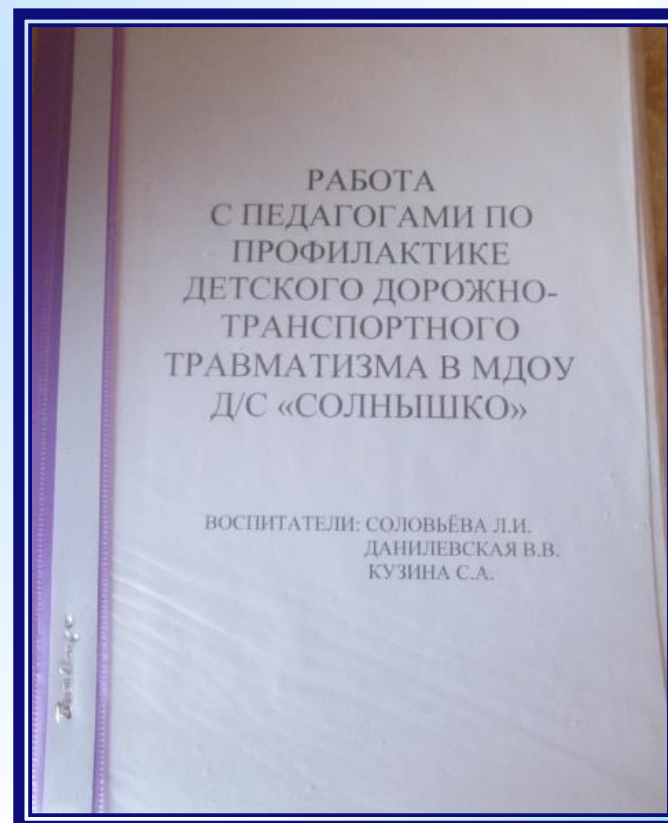 РАБОТА
С ПЕДАГОГАМИ ПО
ПРОФИЛАКТИКЕ
ДЕТСКОГО ДОРОЖНО-
ТРАНСПОРТНОГО
ТРАВМАТИЗМА В МДОУ
Д/С «СОЛНЫШКО»
ВОСПИТАТЕЛИ: СОЛОВЬЁВА Л.И.
ДАНИЛЕВСКАЯ В.В.
КУЗИНА С.А.